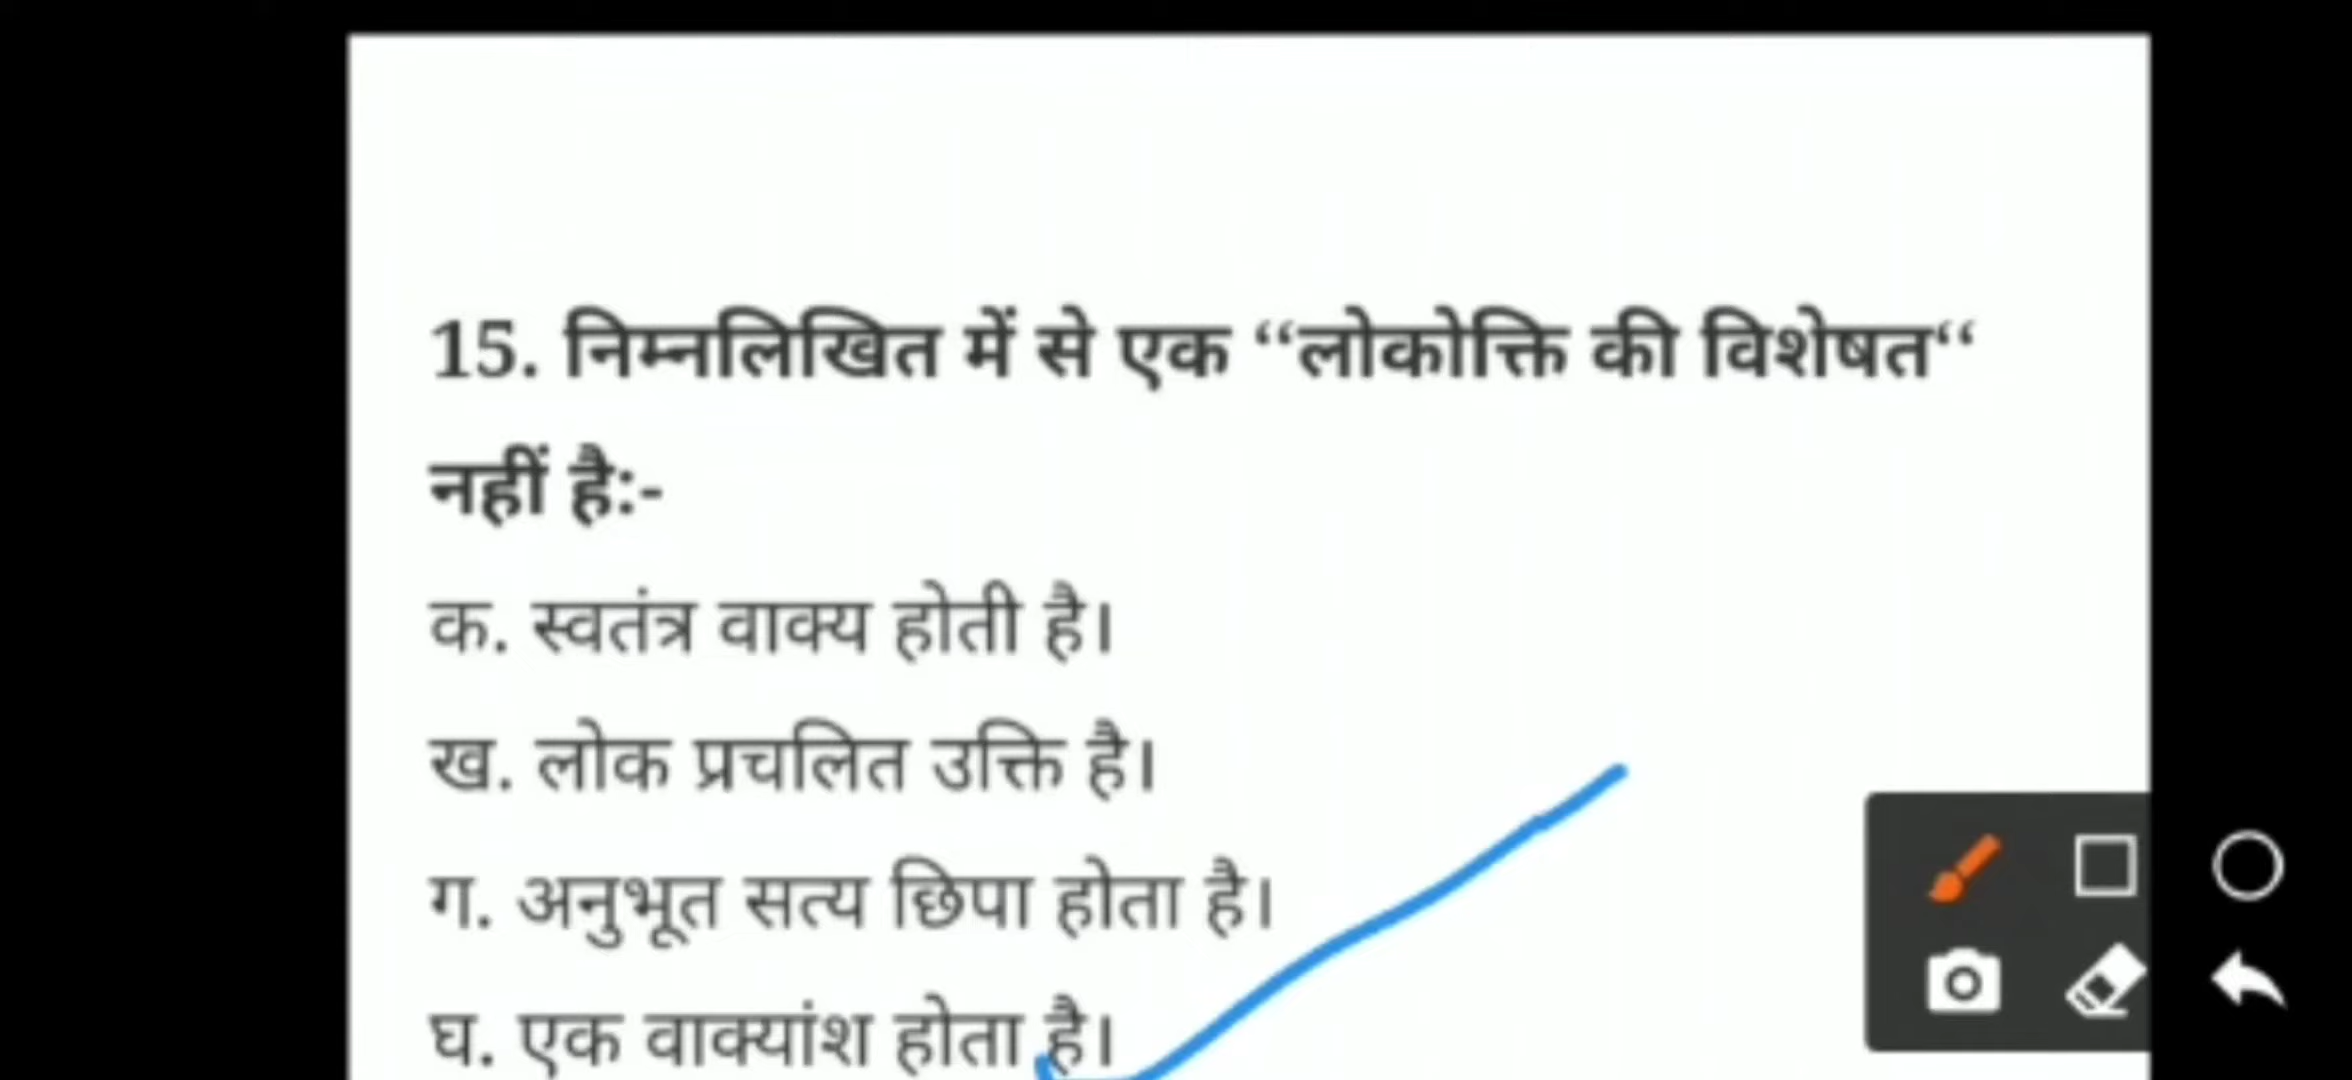 15. निम्नलिखित में से एक “लोकोक्ति की विशेषत“
नहीं है:-
क. स्वतंत्र वाक्य होती है।
ख. लोक प्रचलित उक्ति है।
ग. अनुभूत सत्य छिपा होता है।
घ. एक वाक्यांश होता है।